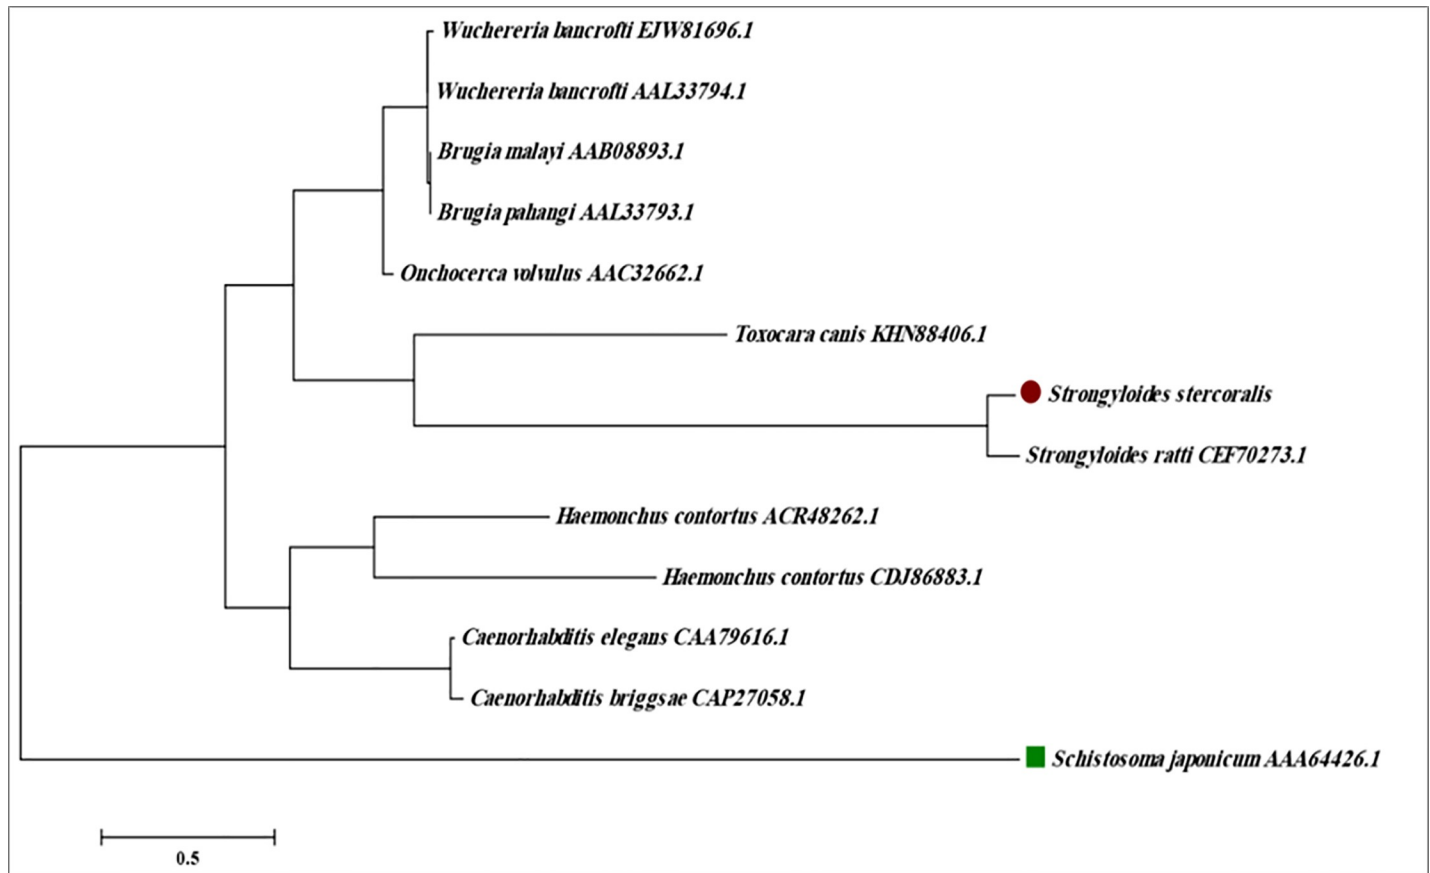 Wuchereria bancrofti EJW81696.1
Wuchereria bancrofti AAL33794.1
Brugia malayi AAB08893.1
Brugia pahangi AAL33793.1
Onchocerca volvulus AAC32662.1
Toxocara canis KHN88406.1
Strongyloides stercoralis
Strongyloides ratti CEF70273.1
Haemonchus contortus ACR48262.1
Haemonchus contortus CDJ86883.1
Caenorhabditis elegans CAA79616.1
Caenorhabditis briggsae CAP27058.1
Schistosoma japonicum AAA64426.1
0.5